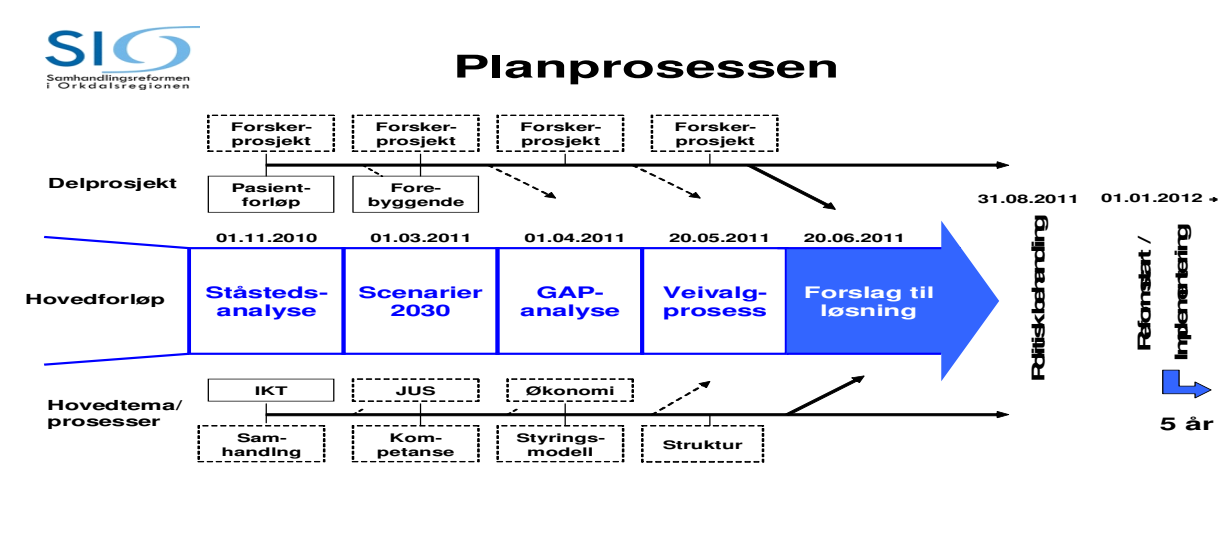 SIO
Samhandlingsreformen
i Orkdalsregionen
Planprosessen
Forsker-
prosjekt
Forsker-
prosjekt
Forsker-
prosjekt
Forsker-
prosjekt
Delprosjekt
Pasient-
forløp
Fore-
byggende
31.08.2011
01.01.2012
01.11.2010
01.03.2011
01.04.2011
20.05.2011
20.06.2011
Hovedforløp
Ståsteds-
analyse
Scenarier
2030
GAP-
analyse
Veivalg-
prosess
Forslag til
løsning
Politisk behandling
Reformstart /
Implementering
IKT
JUS
Økonomi
Hovedtema/
prosesser
Sam-
handlng
Kom-
petanse
Styrings-
modell
Struktur
5 år